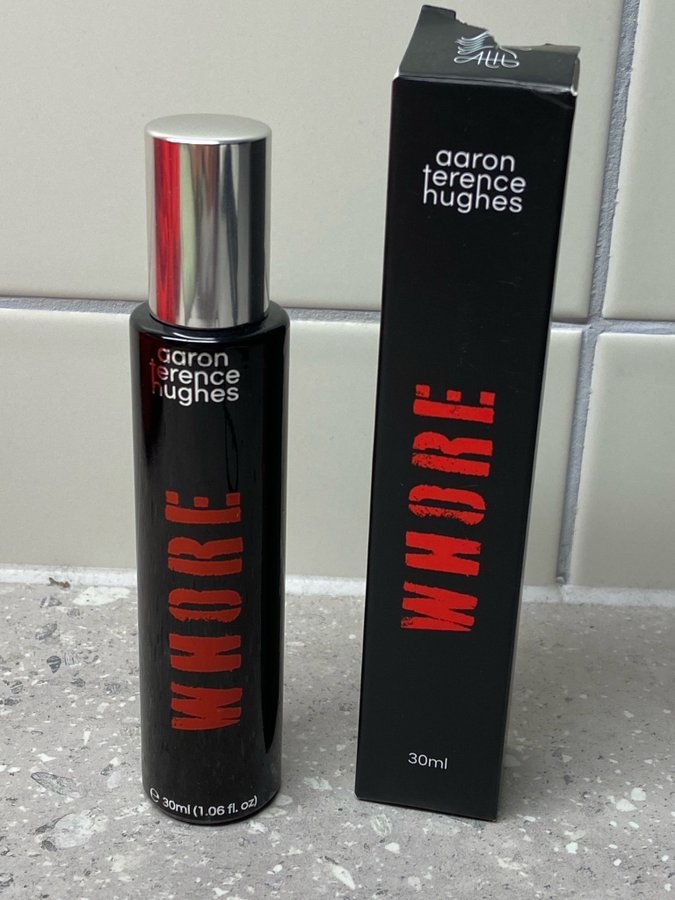 aaron
terence
hughes
WHORE
℮ 30ml (1.06 fl. oz)
aaron
terence
hughes
WHORE
30ml